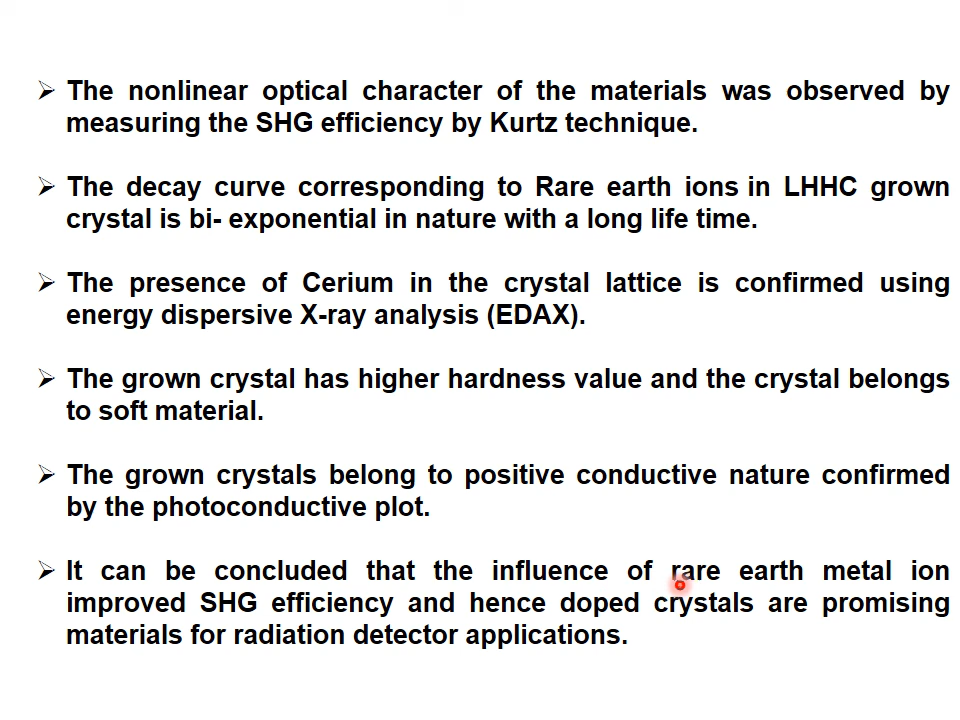 ➢ The nonlinear optical character of the materials was observed by
measuring the SHG efficiency by Kurtz technique.
➢ The decay curve corresponding to Rare earth ions in LHHC grown
crystal is bi- exponential in nature with a long life time.
➢ The presence of Cerium in the crystal lattice is confirmed using
energy dispersive X-ray analysis (EDAX).
➢ The grown crystal has higher hardness value and the crystal belongs
to soft material.
➢ The grown crystals belong to positive conductive nature confirmed
by the photoconductive plot.
➢ It can be concluded that the influence of rare earth metal ion
improved SHG efficiency and hence doped crystals are promising
materials for radiation detector applications.